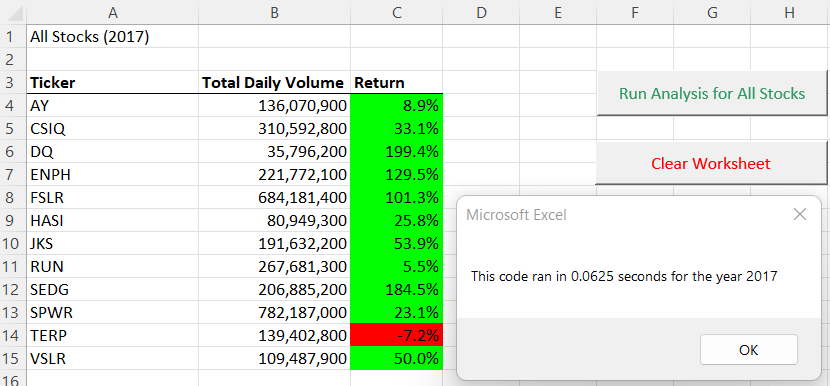 A B C D E F G H
1 All Stocks (2017)
2
3 Ticker Total Daily Volume Return
4 AY 136,070,900 8.9%
Run Analysis for All Stocks
5 CSIQ 310,592,800 33.1%
6 DQ 35,796,200 199.4%
7 ENPH 221,772,100 129.5%
Clear Worksheet
8 FSLR 684,181,400 101.3%
9 HASI 80,949,300 25.8%
Microsoft Excel
10 JKS 191,632,200 53.9%
11 RUN 267,681,300 5.5%
This code ran in 0.0625 seconds for the year 2017
12 SEDG 206,885,200 184.5%
13 SPWR 782,187,000 23.1%
14 TERP 139,402,800 -7.2%
15 VSLR 109,487,900 50.0%
OK
16